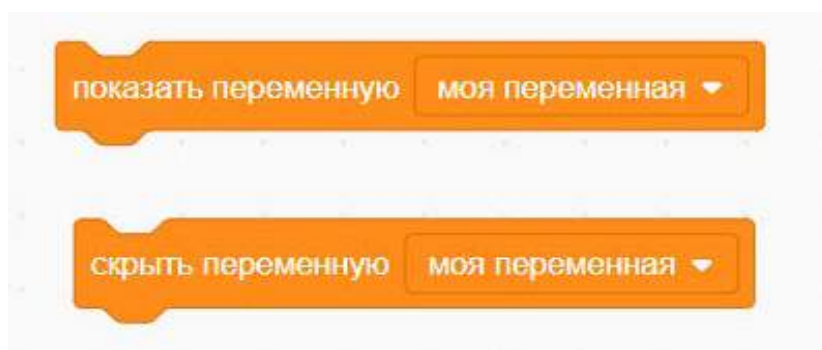 показать переменную моя переменная
скрыть переменную моя переменная